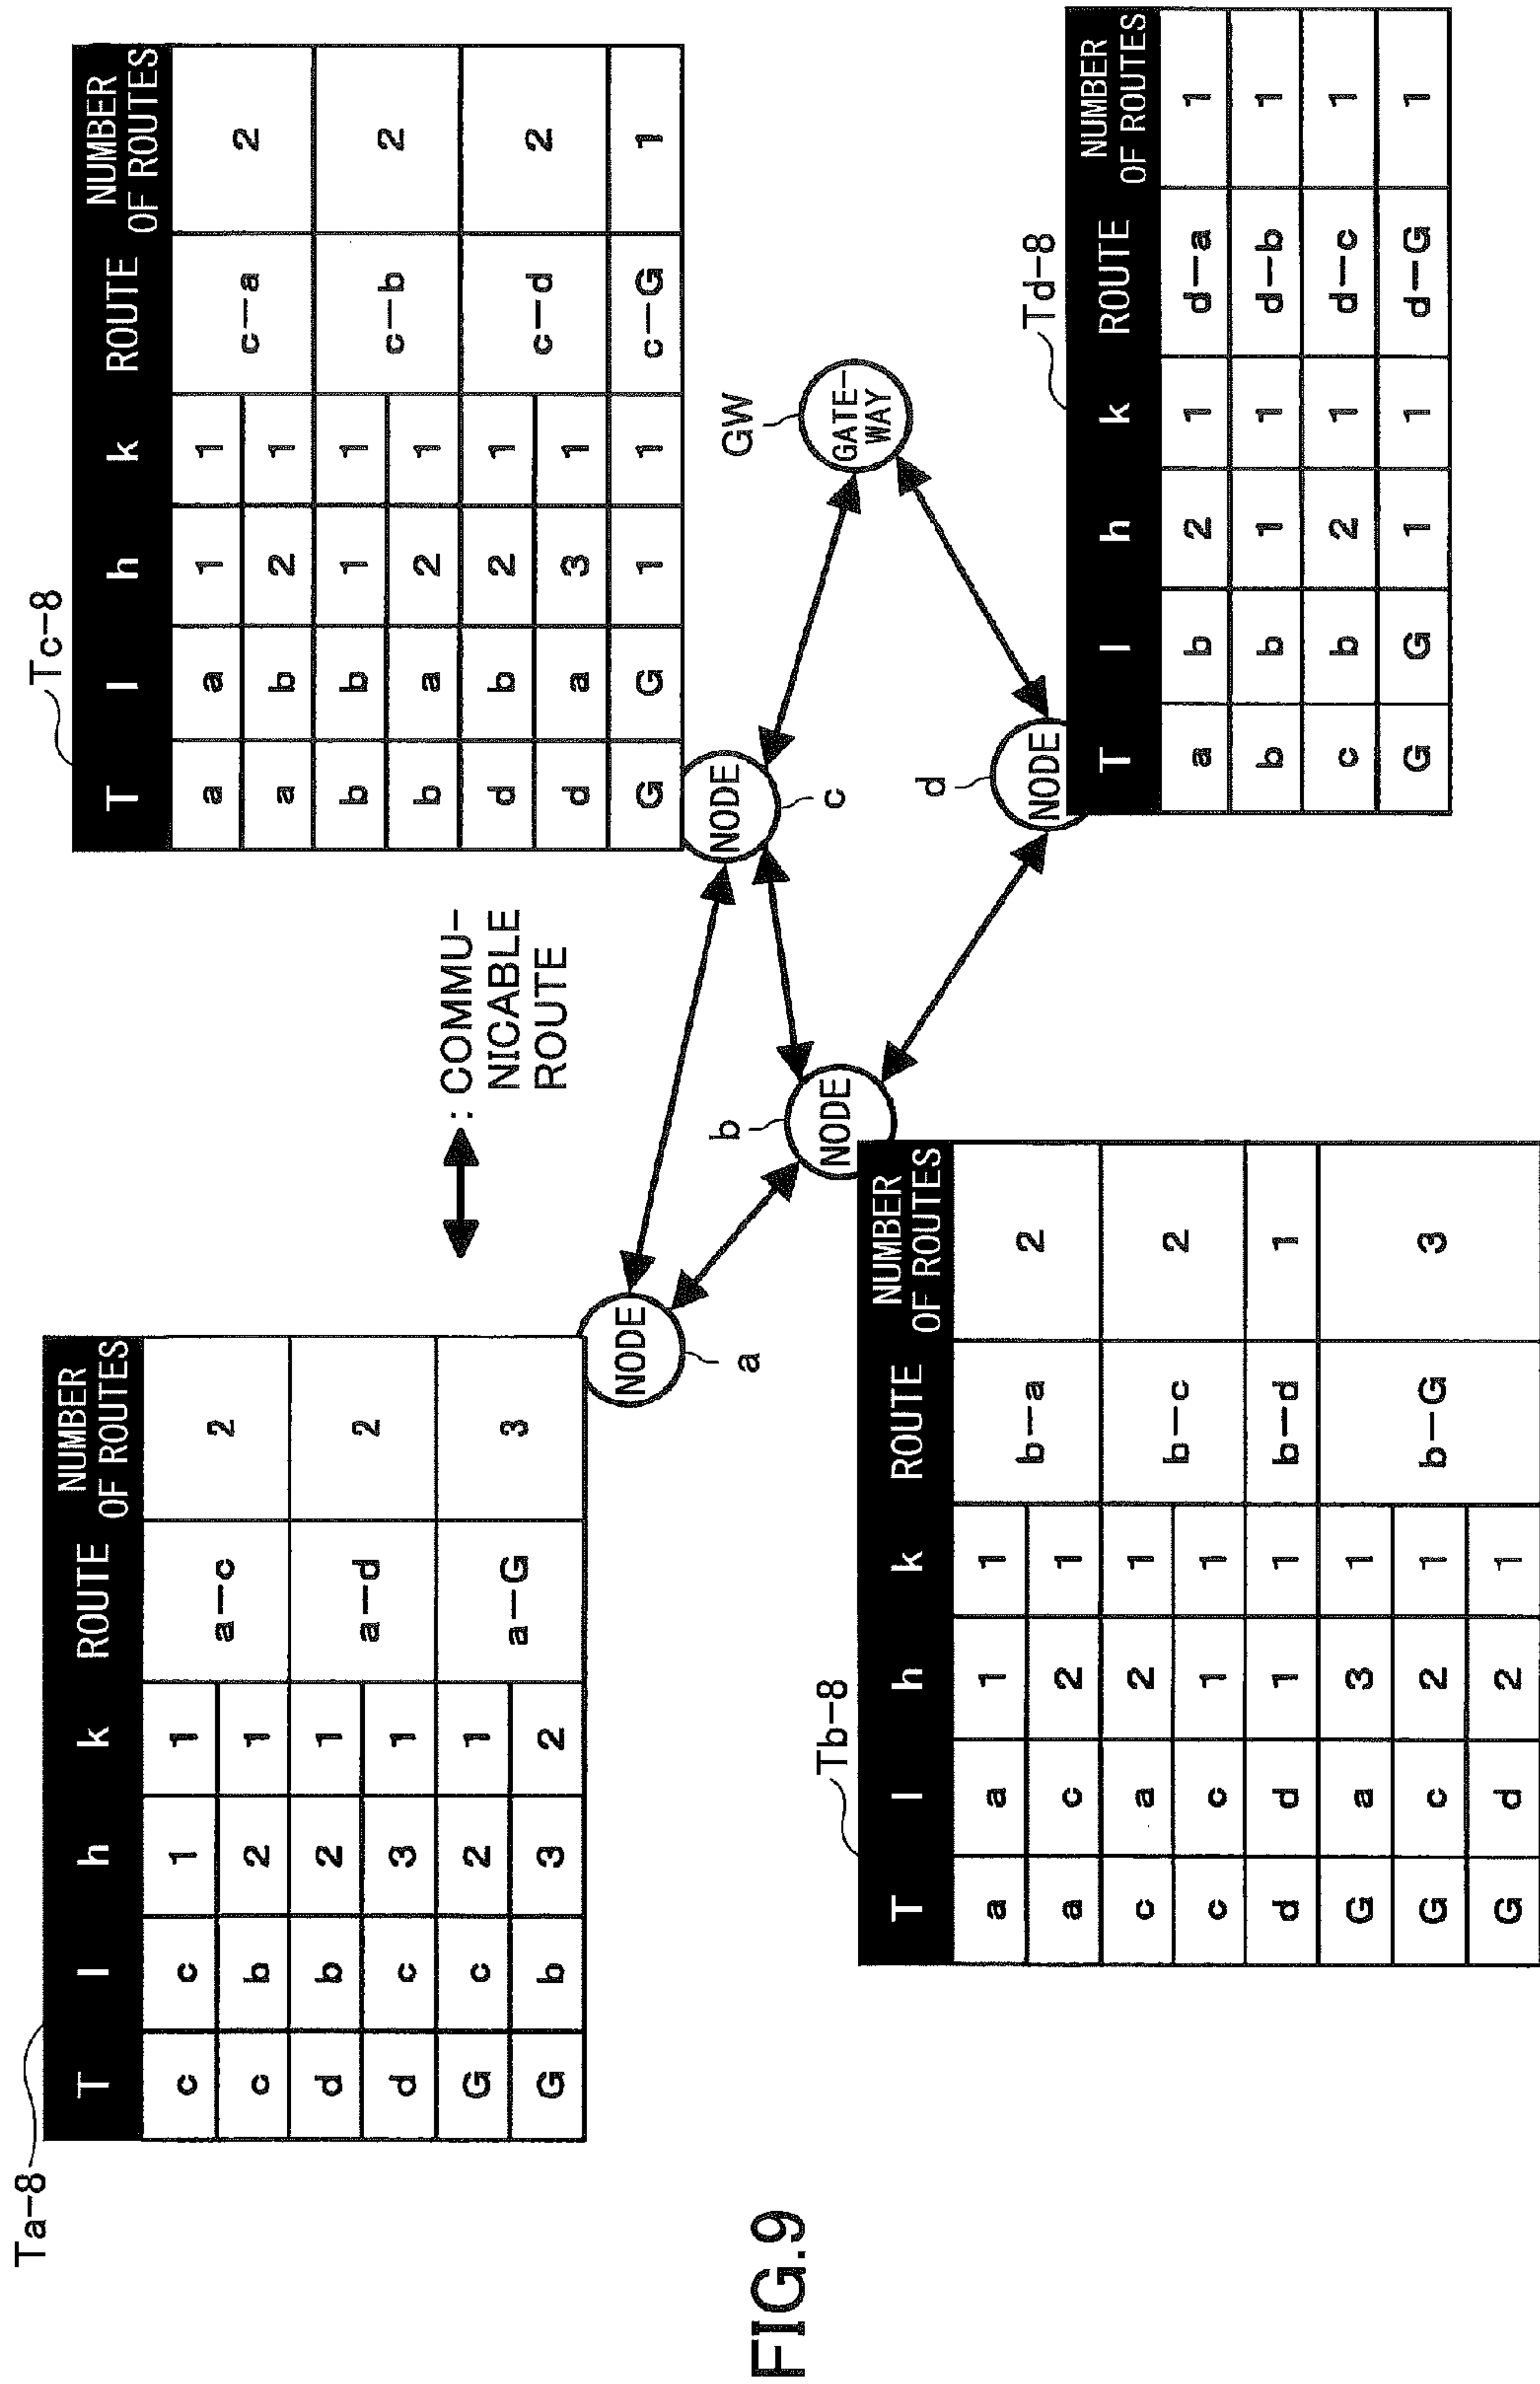 FIG.9
Ta-8
T l h k ROUTE NUMBER OF ROUTES
c c 1 1 a-c 2
c b 2 1
d b 2 1 a-d 2
d c 3 1
G c 2 1 a-G 3
G b 3 2
Tc-8
T l h k ROUTE NUMBER OF ROUTES
a a 1 1 c-a 2
a b 2 1
b b 1 1 c-b 2
b a 2 1
d b 2 1 c-d 2
d a 3 1
G G 1 1 c-G 1
: COMMU-
NICABLE
ROUTE
NODE
a
NODE
b
NODE
c
NODE
d
GW
GATE-
WAY
Tb-8
T l h k ROUTE NUMBER OF ROUTES
a a 1 1 b-a 2
a c 2 1
c a 2 1 b-c 2
c c 1 1
d d 1 1 b-d 1
G a 3 1 b-G 3
G c 2 1
G d 2 1
Td-8
T l h k ROUTE NUMBER OF ROUTES
a b 2 1 d-a 1
b b 1 1 d-b 1
c b 2 1 d-c 1
G G 1 1 d-G 1